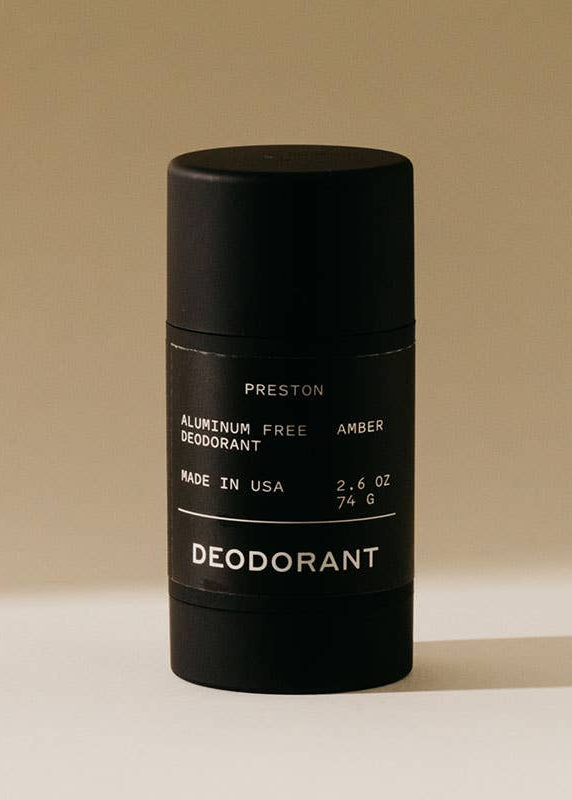 PRESTON
ALUMINUM FREE DEODORANT
AMBER
MADE IN USA
2.6 OZ
74 G
DEODORANT